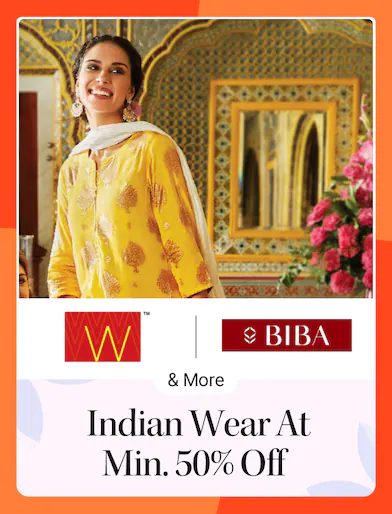 W™
BIBA
& More
Indian Wear At
Min. 50% Off